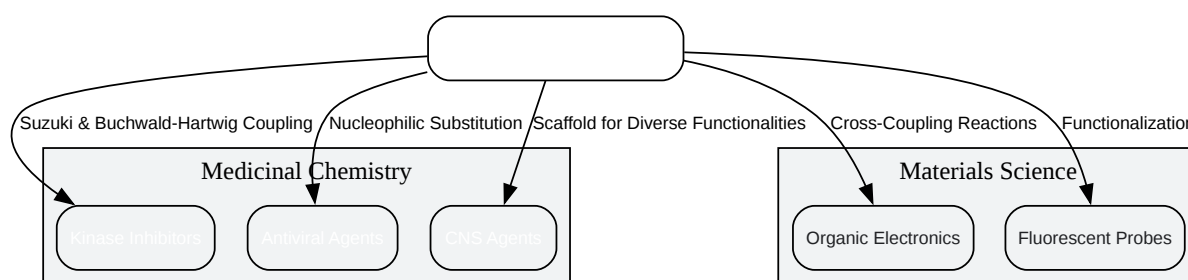 Suzuki & Buchwald-Hartwig Coupling
Nucleophilic Substitution
Scaffold for Diverse Functionalities
Cross-Coupling Reactions
Functionalization
Medicinal Chemistry
Materials Science
Kinase Inhibitors
Antiviral Agents
CNS Agents
Organic Electronics
Fluorescent Probes